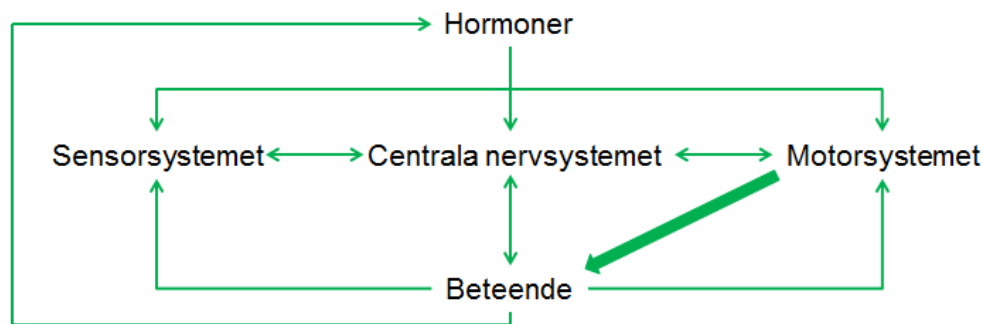 Hormoner
Sensorsystemet
Centrala nervsystemet
Motorsystemet
Beteende